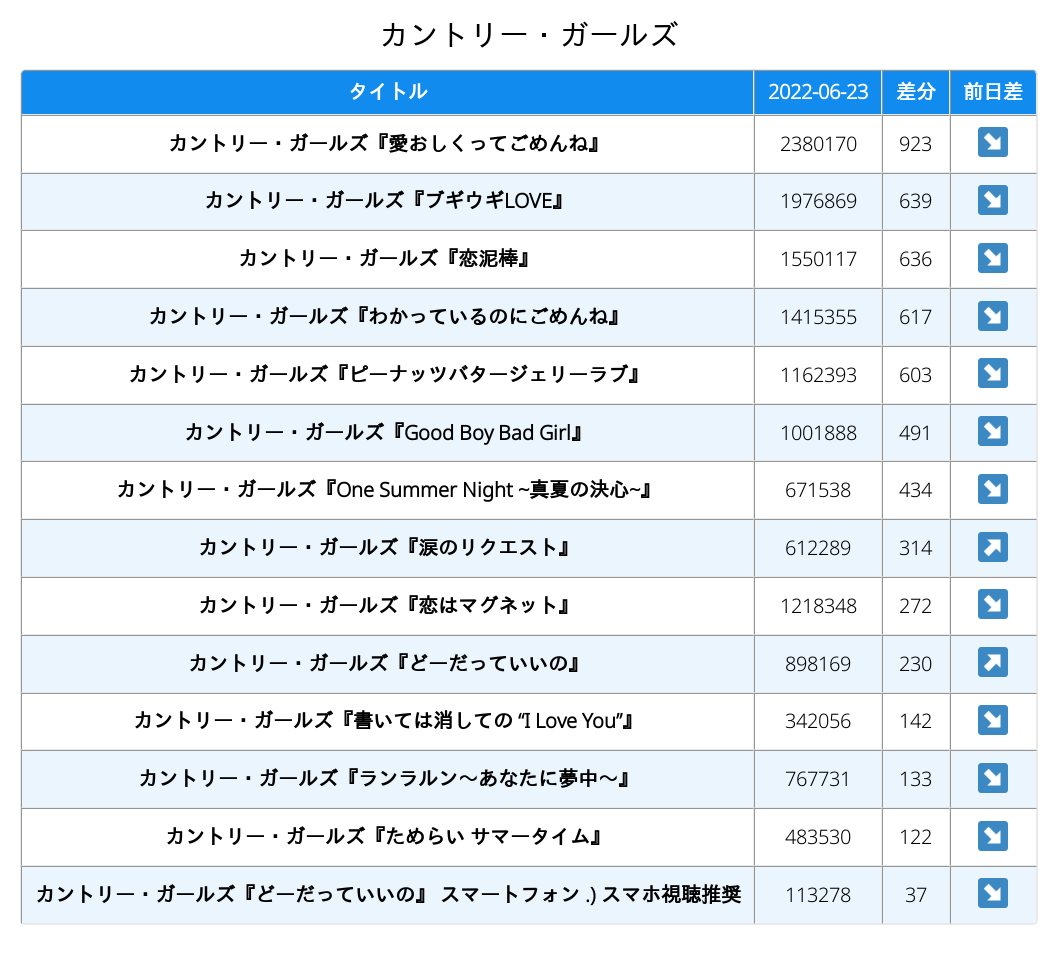 カントリー・ガールズ
タイトル 2022-06-23 差分 前日差
カントリー・ガールズ『愛おしくってごめんね』 2380170 923
カントリー・ガールズ『ブギウギLOVE』 1976869 639
カントリー・ガールズ『恋泥棒』 1550117 636
カントリー・ガールズ『わかっているのにごめんね』 1415355 617
カントリー・ガールズ『ピーナッツバタージェリーラブ』 1162393 603
カントリー・ガールズ『Good Boy Bad Girl』 1001888 491
カントリー・ガールズ『One Summer Night ~真夏の決心~』 671538 434
カントリー・ガールズ『涙のリクエスト』 612289 314
カントリー・ガールズ『恋はマグネット』 1218348 272
カントリー・ガールズ『どーだっていいの』 898169 230
カントリー・ガールズ『書いては消しての “I Love You”』 342056 142
カントリー・ガールズ『ランラルン〜あなたに夢中〜』 767731 133
カントリー・ガールズ『ためらい サマータイム』 483530 122
カントリー・ガールズ『どーだっていいの』 スマートフォン .) スマホ視聴推奨 113278 37